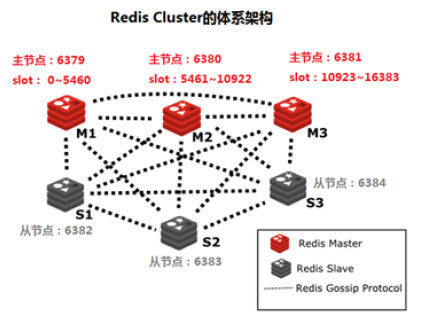 Redis Cluster的体系架构
主节点：6379
slot： 0~5460
主节点：6380
slot：5461~10922
主节点：6381
slot：10923~16383
M1
M2
M3
S1
从节点：6382
S2
从节点：6383
S3
从节点：6384
Redis Master
Redis Slave
Redis Gossip Protocol